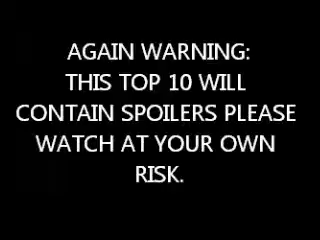 AGAIN WARNING:
THIS TOP 10 WILL
CONTAIN SPOILERS PLEASE
WATCH AT YOUR OWN
RISK.